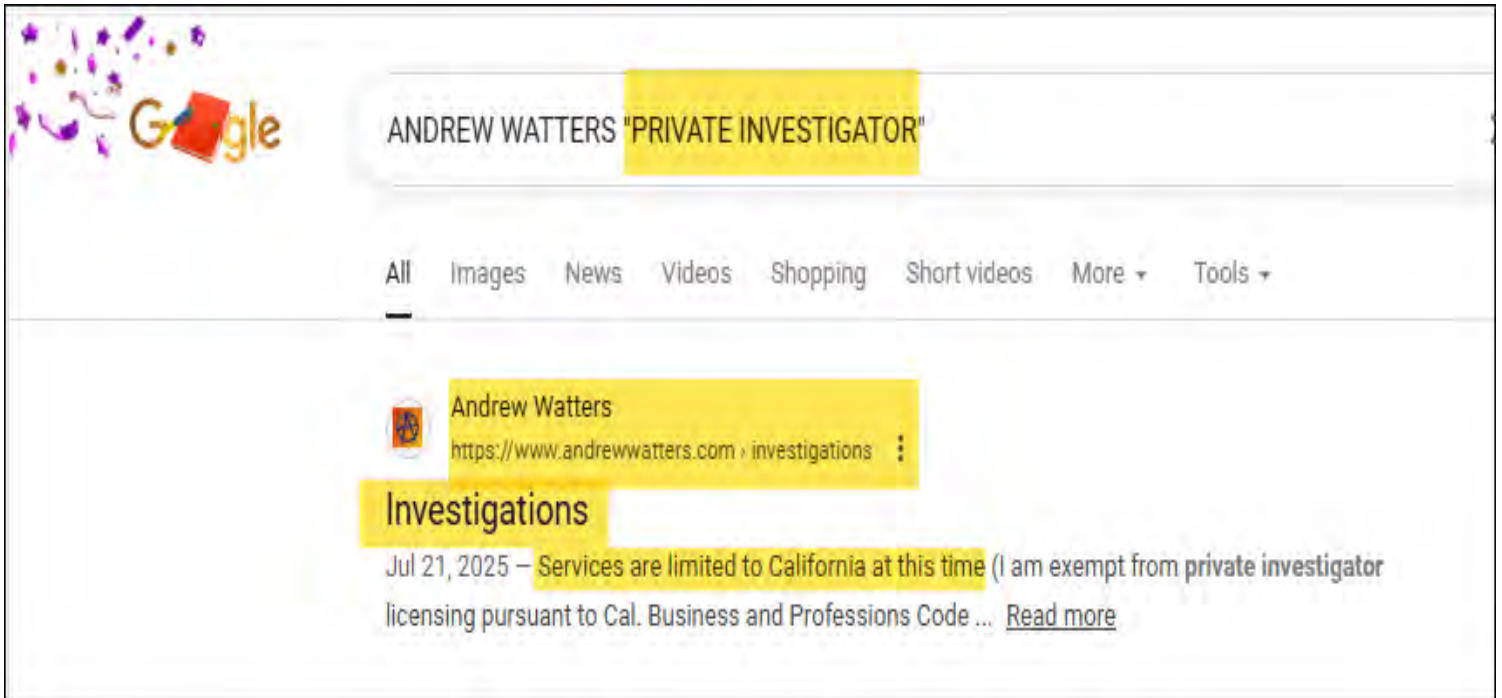 Google
ANDREW WATTERS "PRIVATE INVESTIGATOR"
All Images News Videos Shopping Short videos More Tools
Andrew Watters
https://www.andrewwatters.com › investigations
Investigations
Jul 21, 2025 — Services are limited to California at this time (I am exempt from private investigator
licensing pursuant to Cal. Business and Professions Code ... Read more